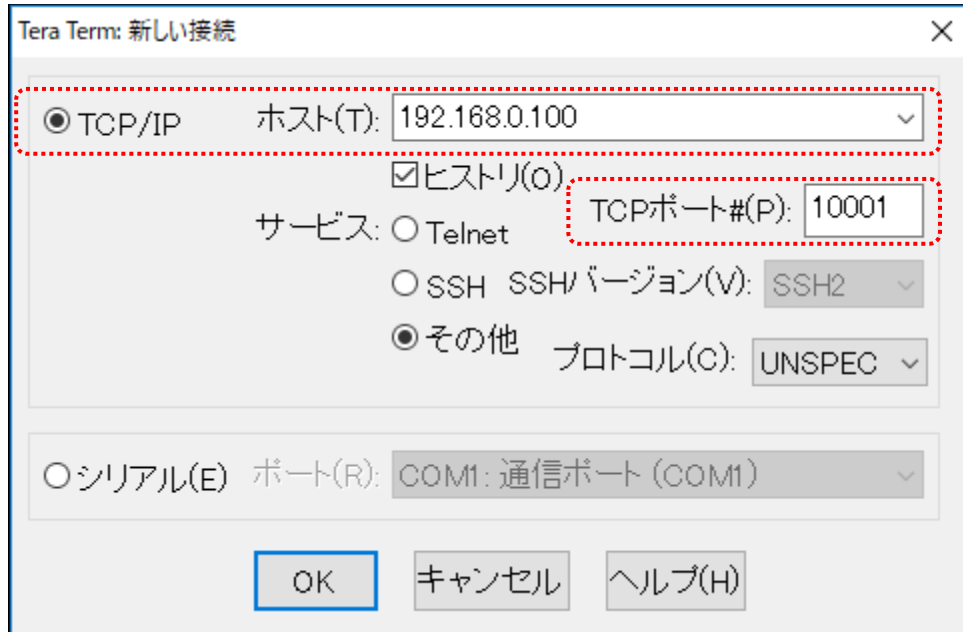 Tera Term: 新しい接続
TCP/IP ホスト(T): 192.168.0.100
ヒストリ(O)
サービス: Telnet TCPポート#(P): 10001
SSH SSHバージョン(V): SSH2
その他 プロトコル(C): UNSPEC
シリアル(E) ポート(R): COM1: 通信ポート (COM1)
OK キャンセル ヘルプ(H)